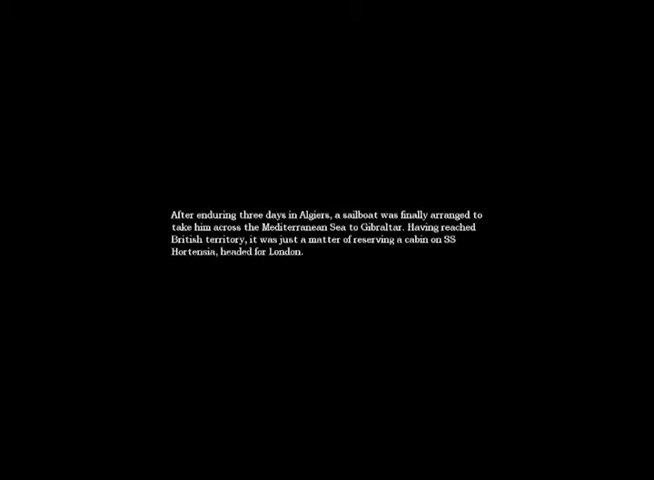 After enduring three days in Algiers, a sailboat was finally arranged to
take him across the Mediterranean Sea to Gibraltar. Having reached
British territory, it was just a matter of reserving a cabin on SS
Hortensia, headed for London.